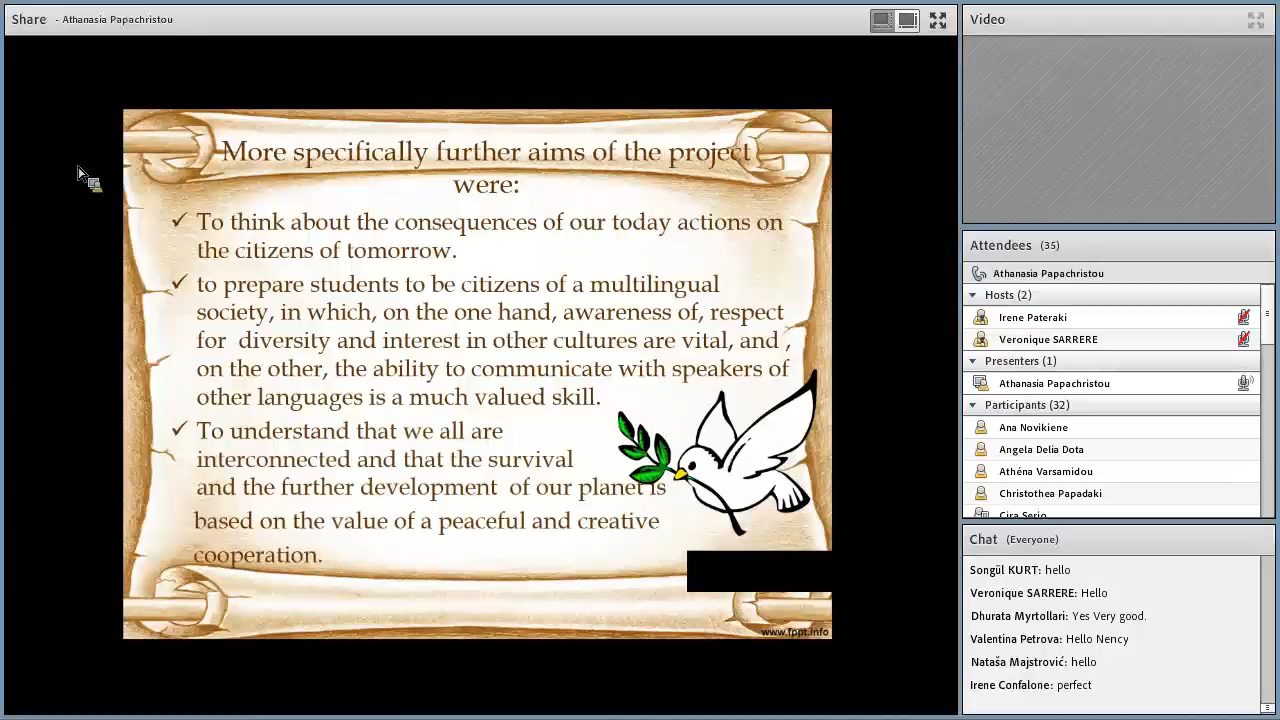 Share - Athanasia Papachristou
More specifically further aims of the project
were:
✓ To think about the consequences of our today actions on
the citizens of tomorrow.
✓ to prepare students to be citizens of a multilingual
society, in which, on the one hand, awareness of, respect
for diversity and interest in other cultures are vital, and ,
on the other, the ability to communicate with speakers of
other languages is a much valued skill.
✓ To understand that we all are
interconnected and that the survival
and the further development of our planet is
based on the value of a peaceful and creative
cooperation.
www.fppt.info
Video
Attendees (35)
Athanasia Papachristou
Hosts (2)
Irene Pateraki
Veronique SARRERE
Presenters (1)
Athanasia Papachristou
Participants (32)
Ana Novikiene
Angela Delia Dota
Athéna Varsamidou
Christothea Papadaki
Cira Serio
Chat (Everyone)
Songül KURT: hello
Veronique SARRERE: Hello
Dhurata Myrtollari: Yes Very good.
Valentina Petrova: Hello Nency
Nataša Majstrović: hello
Irene Confalone: perfect